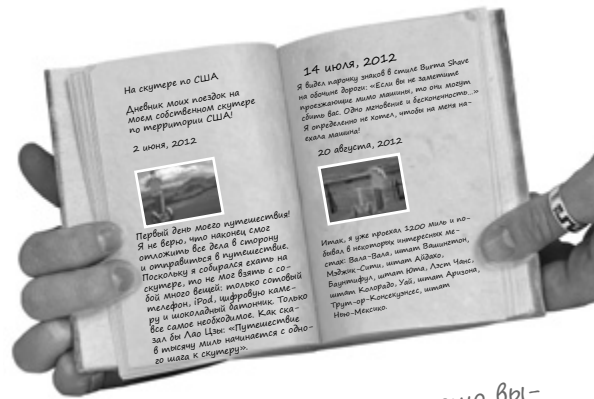 На скутере по США
Дневник моих поездок на
моем собственном скутере
по территории США!
2 июня, 2012
Первый день моего путешествия!
Я не верю, что наконец смог
отложить все дела в сторону
и отправиться в путешествие.
Поскольку я собирался ехать на
скутере, то не мог взять с со-
бой много вещей: только сотовый
телефон, iPod, цифровую каме-
ру и шоколадный батончик. Только
все самое необходимое. Как ска-
зал бы Лао Цзы: «Путешествие
в тысячу миль начинается с одно-
го шага к скутеру».
14 июля, 2012
Я видел парочку знаков в стиле Burma Shave
на обочине дороги: «Если вы не заметите
проезжающие мимо машины, то они могут
сбить вас. Одно мгновение и бесконечность...»
Я определенно не хотел, чтобы на меня на-
ехала машина!
20 августа, 2012
Итак, я уже проехал 1200 миль и по-
бывал в некоторых интересных ме-
стах: Вала-Вала, штат Вашингтон,
Мэджик-Сити, штат Айдахо,
Баунтифул, штат Юта, Лэст Чанс,
штат Колорадо, Уай, штат Аризона,
Трут-ор-Консекуэнсес, штат
Нью-Мексико.
вы-